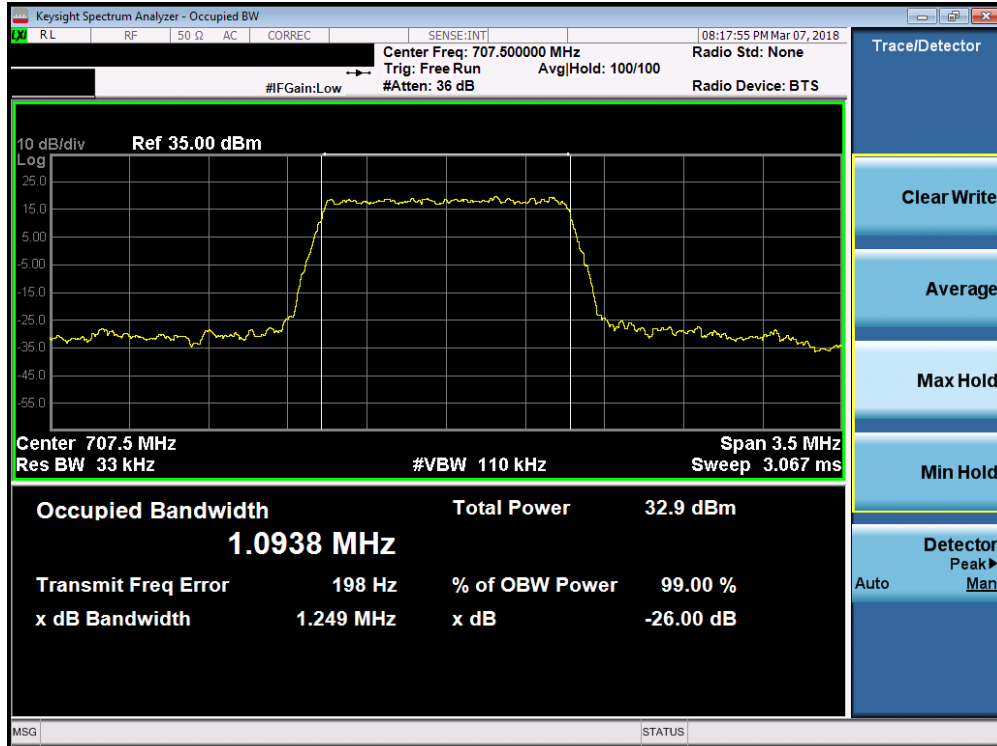 Keysight Spectrum Analyzer - Occupied BW
LXI RL RF 50 Ω AC CORREC SENSE:INT 08:17:55 PM Mar 07, 2018
Center Freq: 707.500000 MHz Radio Std: None
Trig: Free Run Avg|Hold: 100/100
#IFGain:Low #Atten: 36 dB Radio Device: BTS
Trace/Detector
10 dB/div Ref 35.00 dBm
Log
25.0
15.0
5.00
-5.00
-15.0
-25.0
-35.0
-45.0
-55.0
Center 707.5 MHz Span 3.5 MHz
Res BW 33 kHz #VBW 110 kHz Sweep 3.067 ms
Occupied Bandwidth Total Power 32.9 dBm
1.0938 MHz
Transmit Freq Error 198 Hz % of OBW Power 99.00 %
x dB Bandwidth 1.249 MHz x dB -26.00 dB
Clear Write
Average
Max Hold
Min Hold
Detector
Peak▶
Auto Man
MSG STATUS